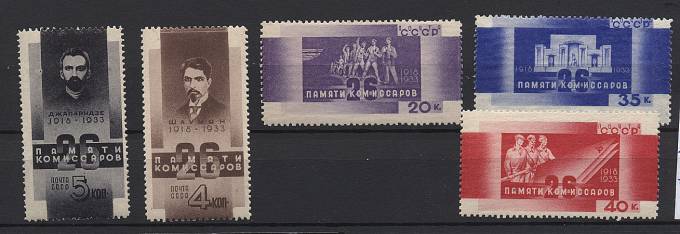 ДЖАПАРИДЗЕ
1918 - 1933
26
ПАМЯТИ
КОМИССАРОВ
ПОЧТА
СССР
5 КОП.
ШАУМЯН
1918 - 1933
26
ПАМЯТИ
КОМИССАРОВ
ПОЧТА
СССР
4 КОП.
СССР
1918
1933
26
ПАМЯТИ КОМИССАРОВ
20 К.
СССР
1918
1933
26
ПАМЯТИ КОМИССАРОВ
35 К.
СССР
1918
1933
26
ПАМЯТИ КОМИССАРОВ
40 К.